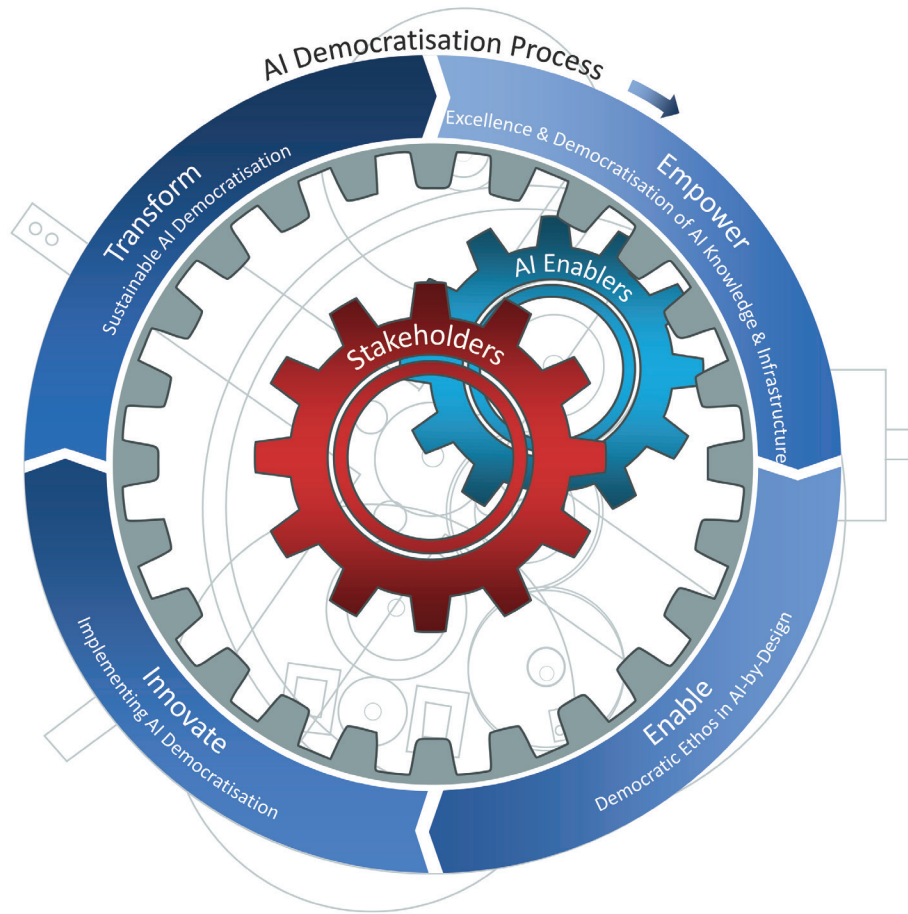 AI Democratisation Process
Empower
Excellence & Democratisation of AI Knowledge & Infrastructure
Enable
Democratic Ethos in AI-by-Design
Innovate
Implementing AI Democratisation
Transform
Sustainable AI Democratisation
AI Enablers
Stakeholders